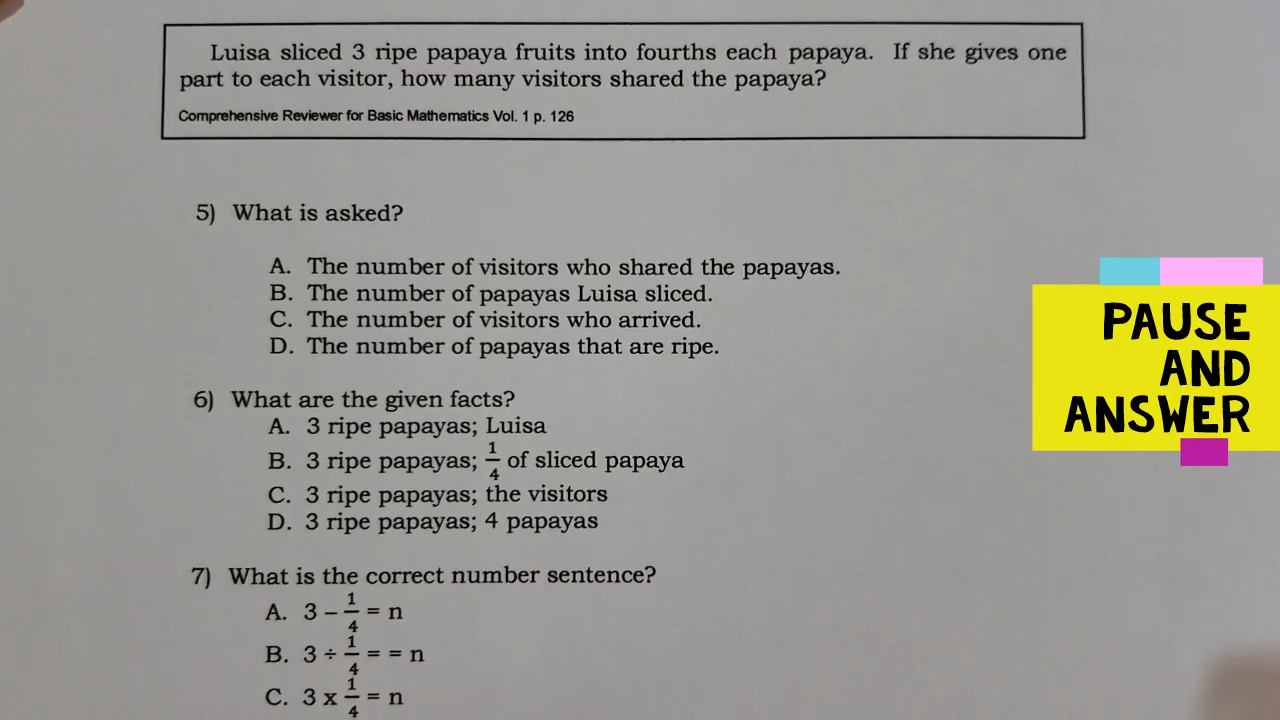 Luisa sliced 3 ripe papaya fruits into fourths each papaya. If she gives one
part to each visitor, how many visitors shared the papaya?
Comprehensive Reviewer for Basic Mathematics Vol. 1 p. 126
5) What is asked?
A. The number of visitors who shared the papayas.
B. The number of papayas Luisa sliced.
C. The number of visitors who arrived.
D. The number of papayas that are ripe.
6) What are the given facts?
A. 3 ripe papayas; Luisa
B. 3 ripe papayas; 1/4 of sliced papaya
C. 3 ripe papayas; the visitors
D. 3 ripe papayas; 4 papayas
7) What is the correct number sentence?
A. 3 – 1/4 = n
B. 3 ÷ 1/4 = = n
C. 3 x 1/4 = n
PAUSE
AND
ANSWER